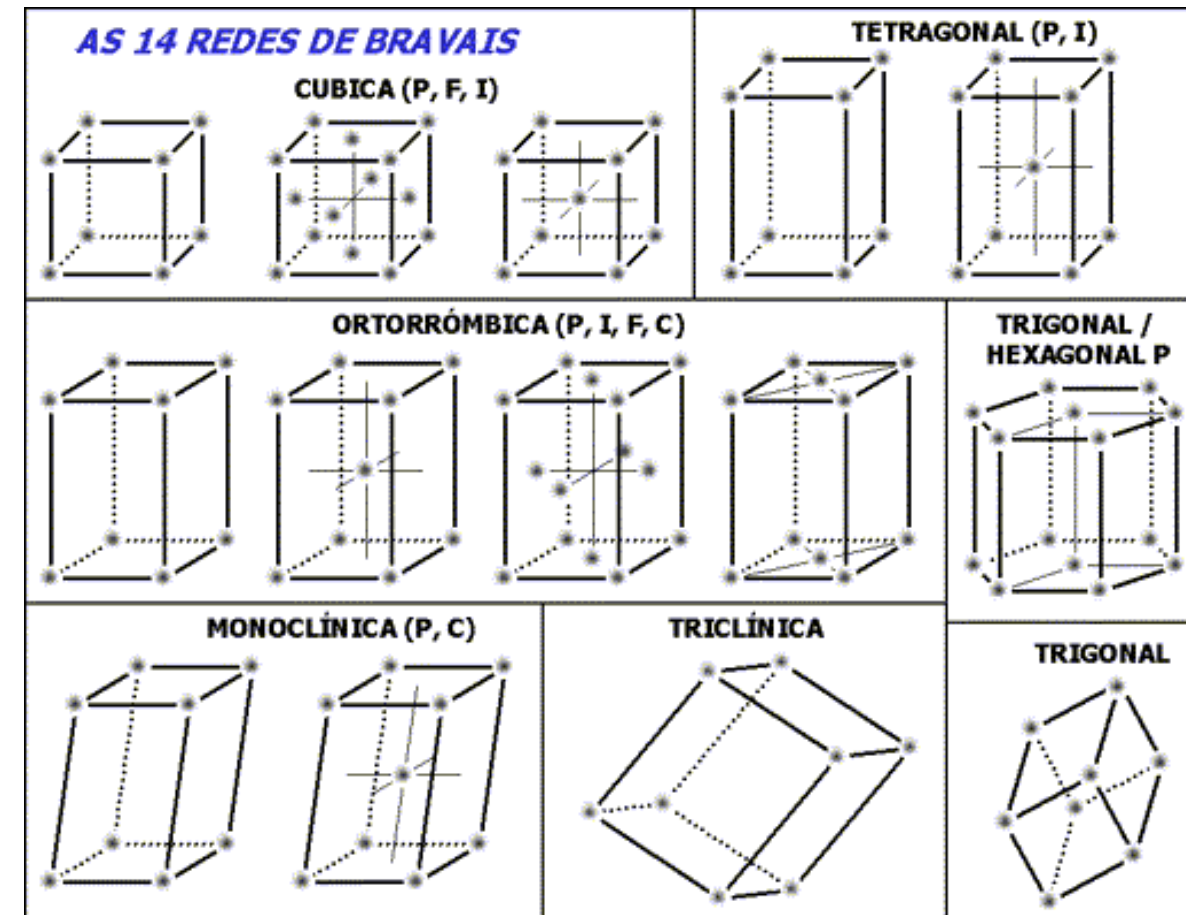 AS 14 REDES DE BRAVAIS
CUBICA (P, F, I)
TETRAGONAL (P, I)
ORTORRÓMBICA (P, I, F, C)
TRIGONAL /
HEXAGONAL P
MONOCLÍNICA (P, C)
TRICLÍNICA
TRIGONAL